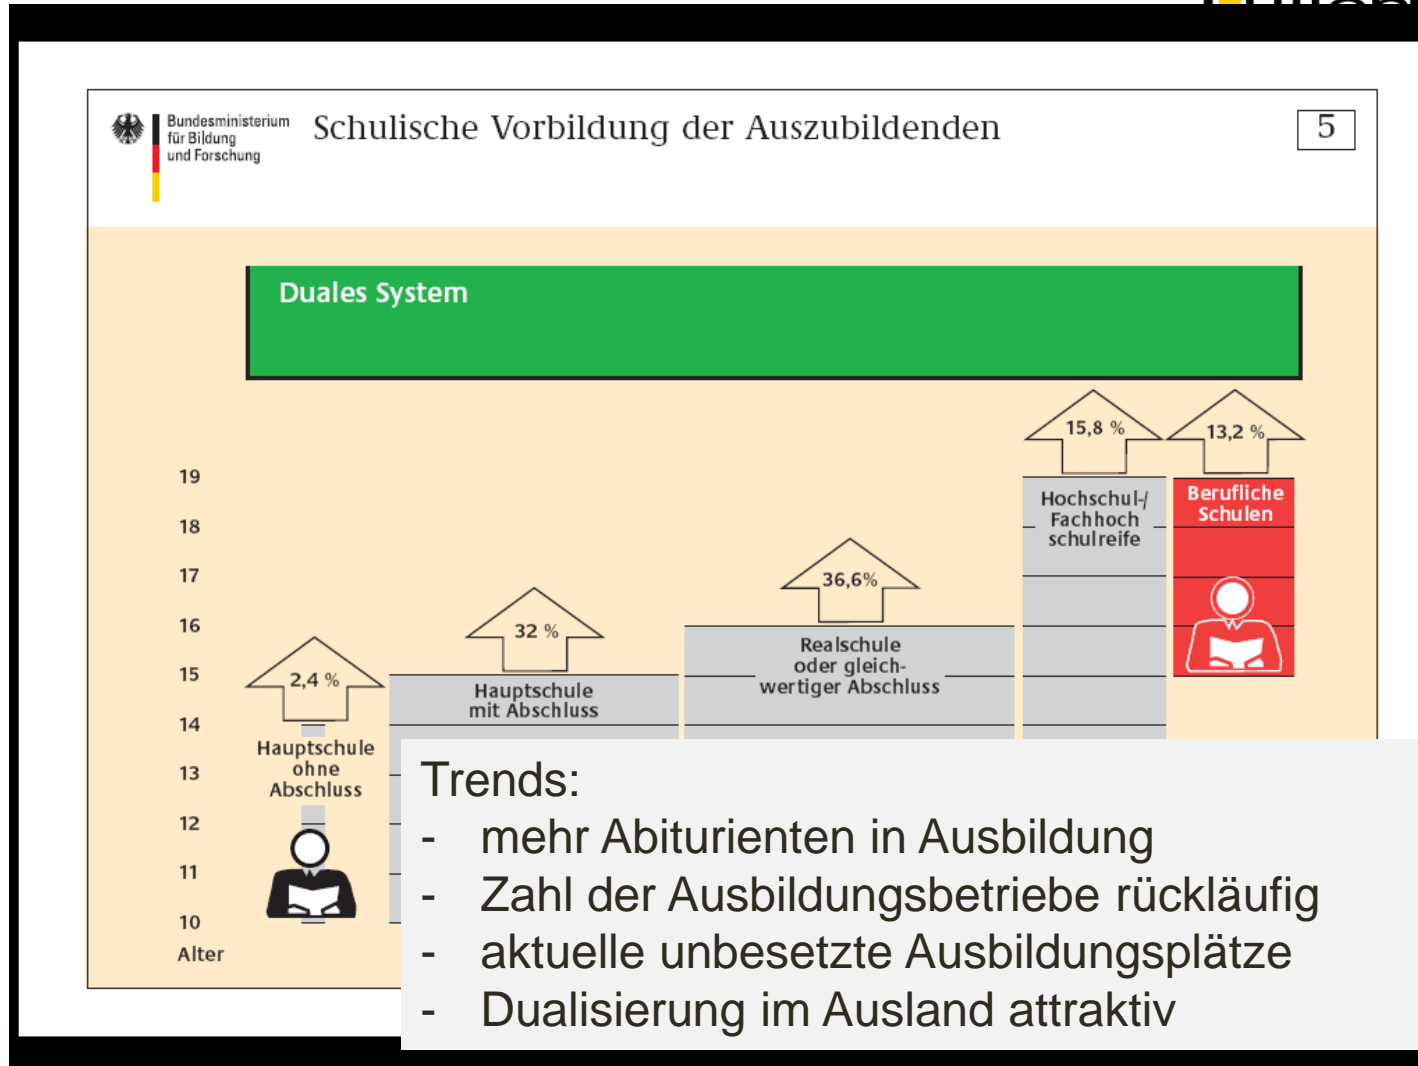 Bundesministerium
für Bildung
und Forschung
Schulische Vorbildung der Auszubildenden
5
Duales System
15,8 %
13,2 %
19
Hochschul-/
Fachhoch
schulreife
Berufliche
Schulen
18
17
36,6%
16
32 %
Realschule
oder gleich-
wertiger Abschluss
15
2,4 %
Hauptschule
mit Abschluss
14
Hauptschule
ohne
Abschluss
13
12
11
10
Alter
Trends:
- mehr Abiturienten in Ausbildung
- Zahl der Ausbildungsbetriebe rückläufig
- aktuelle unbesetzte Ausbildungsplätze
- Dualisierung im Ausland attraktiv